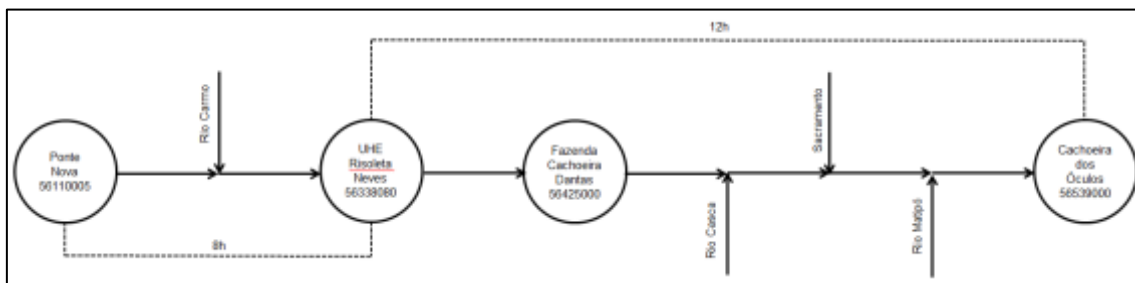 12h
Rio Carmo
Sacramento
Ponte
Nova
56110005
UHE
Risoleta
Neves
56338080
Fazenda
Cachoeira
Dantas
56425000
Cachoeira
dos
Óculos
56539000
8h
Rio Casca
Rio Matipó